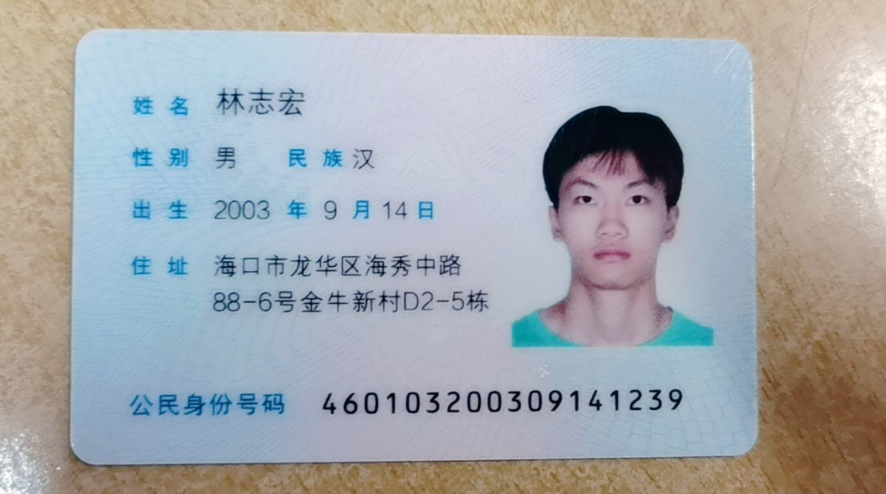 姓名 林志宏
性别 男 民族 汉
出生 2003 年 9 月 14 日
住址 海口市龙华区海秀中路
88-6号金牛新村D2-5栋
公民身份号码 460103200309141239